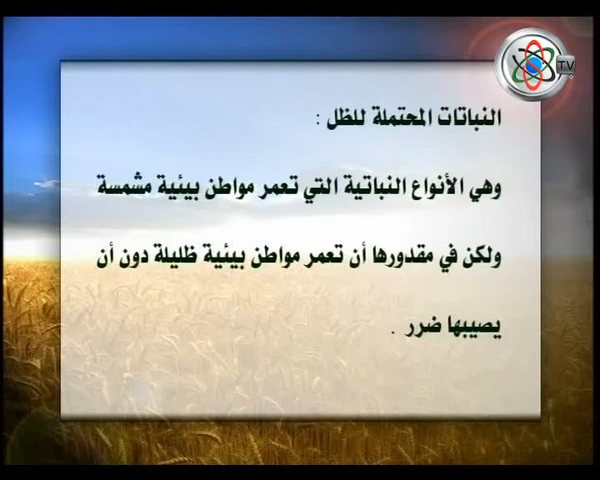 TV
النباتات المحتملة للظل :
وهي الأنواع النباتية التي تعمر مواطن بيئية مشمسة
ولكن في مقدورها أن تعمر مواطن بيئية ظليلة دون أن
يصيبها ضرر .